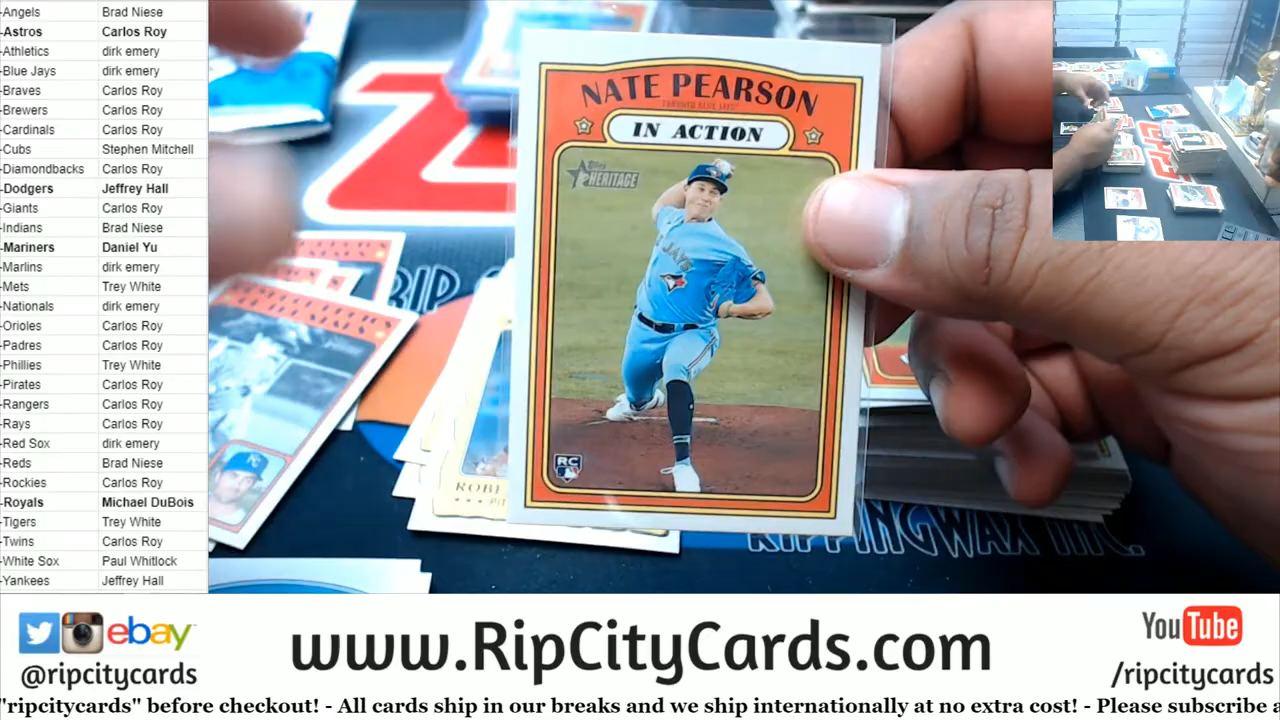 -Angels Brad Niese
-Astros Carlos Roy
-Athletics dirk emery
-Blue Jays dirk emery
-Braves Carlos Roy
-Brewers Carlos Roy
-Cardinals Carlos Roy
-Cubs Stephen Mitchell
-Diamondbacks Carlos Roy
-Dodgers Jeffrey Hall
-Giants Carlos Roy
-Indians Brad Niese
-Mariners Daniel Yu
-Marlins dirk emery
-Mets Trey White
-Nationals dirk emery
-Orioles Carlos Roy
-Padres Carlos Roy
-Phillies Trey White
-Pirates Carlos Roy
-Rangers Carlos Roy
-Rays Carlos Roy
-Red Sox dirk emery
-Reds Brad Niese
-Rockies Carlos Roy
-Royals Michael DuBois
-Tigers Trey White
-Twins Carlos Roy
-White Sox Paul Whitlock
-Yankees Jeffrey Hall
NATE PEARSON
TORONTO BLUE JAYS
IN ACTION
Topps
HERITAGE
JAYS
RC
RIP
ROBE
PIT
RIPPINGWAX INC.
ebay
@ripcitycards
www.RipCityCards.com
YouTube
/ripcitycards
"ripcitycards" before checkout! - All cards ship in our breaks and we ship internationally at no extra cost! - Please subscribe a